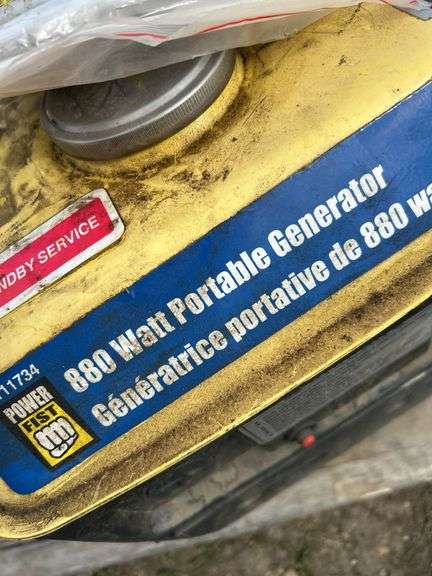 NDBY SERVICE
880 Watt Portable Generator
Génératrice portative de 880 wa
11734
POWER
FIST